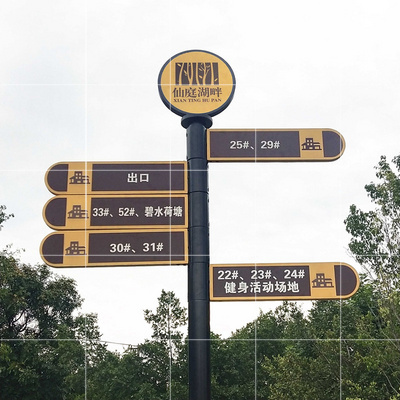 仙庭湖畔
XIAN TING HU PAN
25#、29#
出口
33#、52#、碧水荷塘
30#、31#
22#、23#、24#
健身活动场地